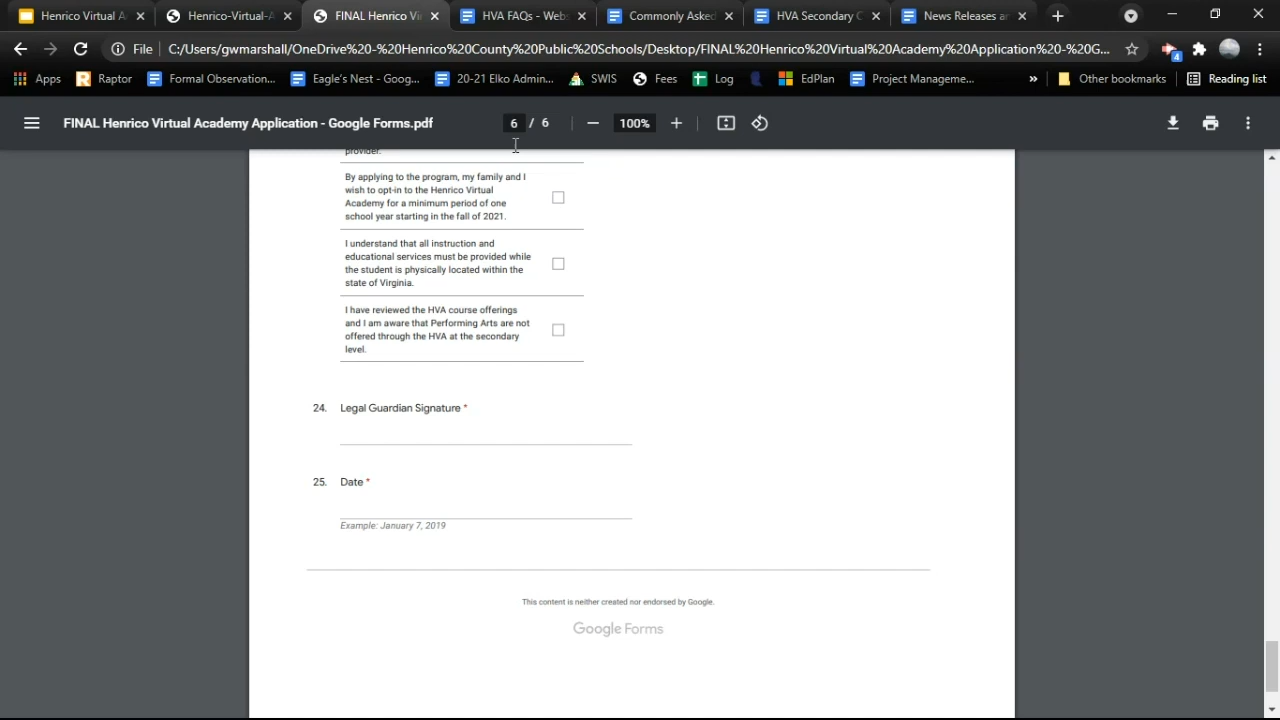 Henrico Virtual A
Henrico-Virtual-A
FINAL Henrico Vir
HVA FAQs - Webs
Commonly Asked
HVA Secondary C
News Releases an
File
C:/Users/gwmarshall/OneDrive%20-%20Henrico%20County%20Public%20Schools/Desktop/FINAL%20Henrico%20Virtual%20Academy%20Application%20-%20G...
4
Apps
Raptor
Formal Observation...
Eagle's Nest - Goog...
20-21 Elko Admin...
SWIS
Fees
Log
EdPlan
Project Manageme...
»
Other bookmarks
Reading list
FINAL Henrico Virtual Academy Application - Google Forms.pdf
6 / 6
100%
provider.
By applying to the program, my family and I
wish to opt-in to the Henrico Virtual
Academy for a minimum period of one
school year starting in the fall of 2021.
I understand that all instruction and
educational services must be provided while
the student is physically located within the
state of Virginia.
I have reviewed the HVA course offerings
and I am aware that Performing Arts are not
offered through the HVA at the secondary
level.
24. Legal Guardian Signature *
25. Date *
Example: January 7, 2019
This content is neither created nor endorsed by Google.
Google Forms